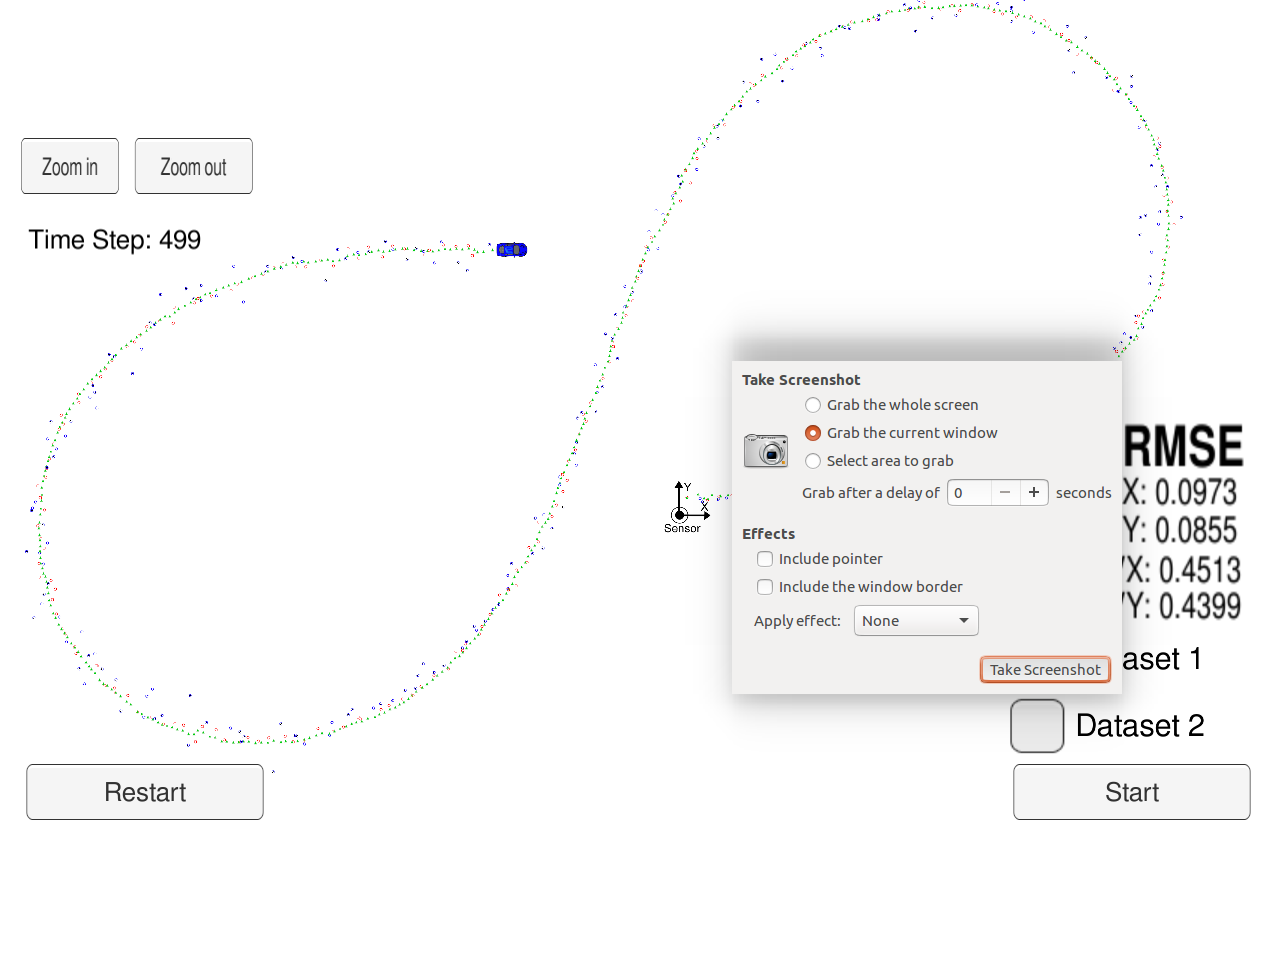 Zoom in
Zoom out
Time Step: 499
Take Screenshot
Grab the whole screen
Grab the current window
Select area to grab
Grab after a delay of 0 seconds
Effects
Include pointer
Include the window border
Apply effect: None
Take Screenshot
Y
X
Sensor
RMSE
X: 0.0973
Y: 0.0855
X: 0.4513
Y: 0.4399
aset 1
Dataset 2
Restart
Start